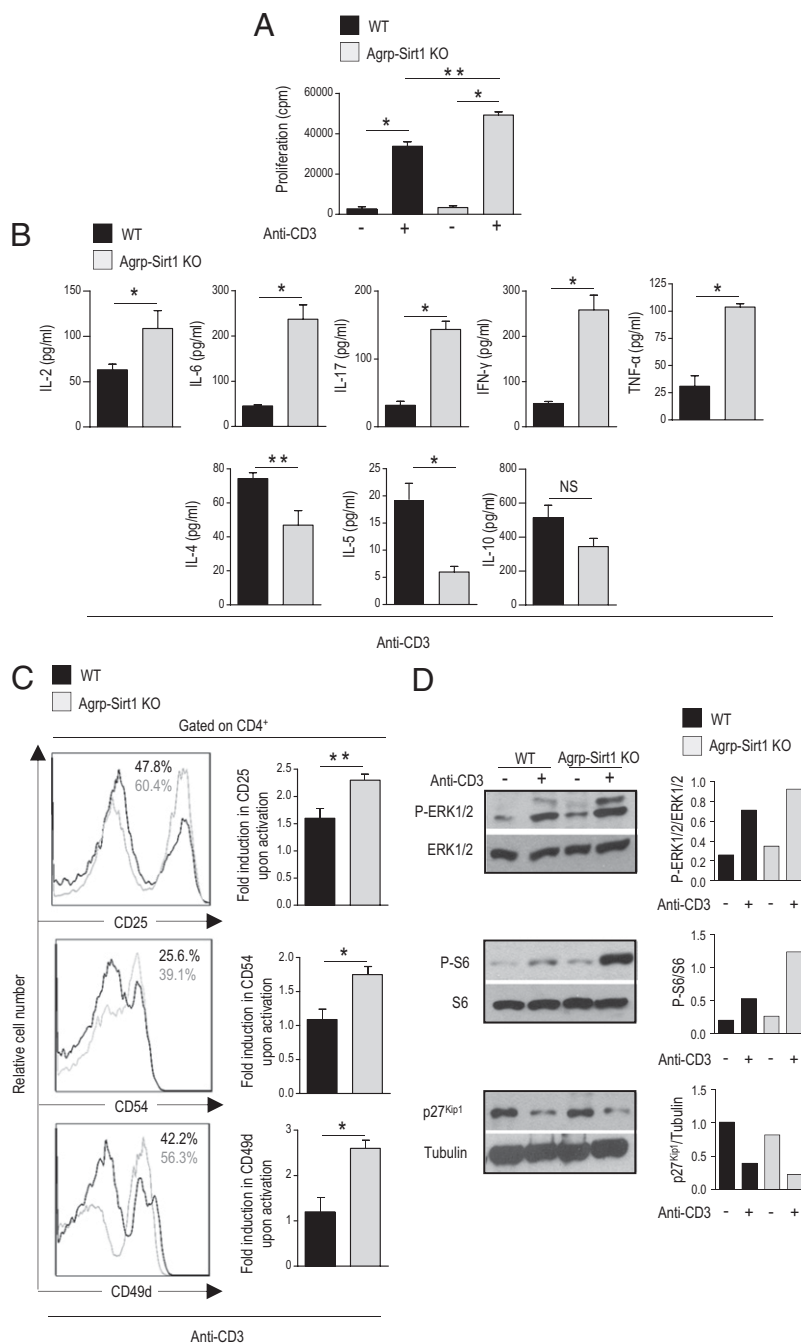 A
WT
Agrp-Sirt1 KO
* *
*
*
Proliferation (cpm)
60000
40000
20000
0
Anti-CD3 - + - +
B
WT
Agrp-Sirt1 KO
IL-2 (pg/ml)
150
100
50
0
*
IL-6 (pg/ml)
300
200
100
0
*
IL-17 (pg/ml)
200
100
0
*
IFN-γ (pg/ml)
300
200
100
0
*
TNF-α (pg/ml)
125
100
75
50
25
0
*
IL-4 (pg/ml)
80
60
40
20
0
* *
IL-5 (pg/ml)
25
20
15
10
5
0
*
IL-10 (pg/ml)
800
600
400
200
0
NS
Anti-CD3
C
WT
Agrp-Sirt1 KO
Gated on CD4+
Relative cell number
47.8%
60.4%
CD25
Fold induction in CD25
upon activation
2.5
2.0
1.5
1.0
0.5
0.0
* *
25.6.%
39.1%
CD54
Fold induction in CD54
upon activation
2.0
1.5
1.0
0.5
0.0
*
42.2%
56.3%
CD49d
Fold induction in CD49d
upon activation
3
2
1
0
*
Anti-CD3
D
WT
Agrp-Sirt1 KO
WT Agrp-Sirt1 KO
Anti-CD3 - + - +
P-ERK1/2
ERK1/2
P-ERK1/2/ERK1/2
1.0
0.8
0.6
0.4
0.2
0.0
Anti-CD3 - + - +
P-S6
S6
P-S6/S6
1.5
1.0
0.5
0.0
Anti-CD3 - + - +
p27Kip1
Tubulin
p27Kip1/Tubulin
1.5
1.0
0.5
0.0
Anti-CD3 - + - +